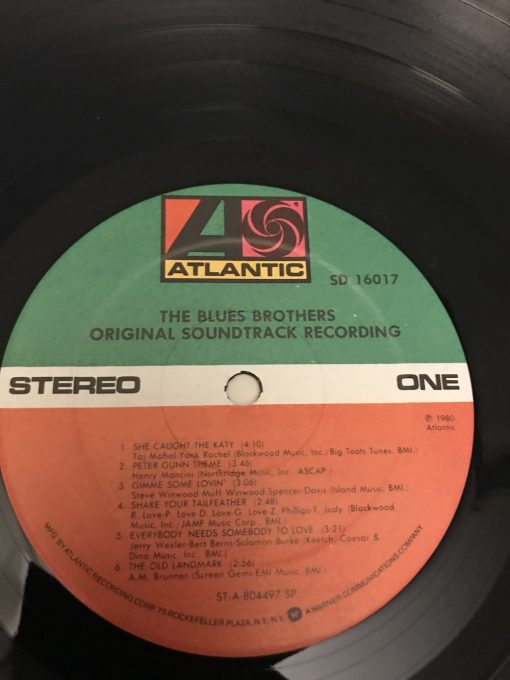 ATLANTIC
SD 16017
THE BLUES BROTHERS
ORIGINAL SOUNDTRACK RECORDING
STEREO
ONE
℗ 1980
Atlantic
1. SHE CAUGHT THE KATY (4:10)
Taj Mahal-Yank Rachel (Blackwood Music, Inc./Big Toots Tunes, BMI)
2. PETER GUNN THEME (3:46)
Henry Mancini (Northridge Music, Inc., ASCAP)
3. GIMME SOME LOVIN' (3:06)
Steve Winwood-Muff Winwood-Spencer Davis (Island Music, BMI)
4. SHAKE YOUR TAILFEATHER (2:48)
R. Love-P. Love-D. Love-G. Love-Z. Phillips-T. Judy (Blackwood
Music, Inc./JAMF Music Corp., BMI)
5. EVERYBODY NEEDS SOMEBODY TO LOVE (3:21)
Jerry Wexler-Bert Berns-Solomon Burke (Keetch, Caesar &
Dino Music, Inc., BMI)
6. THE OLD LANDMARK (2:56)
A.M. Brunner (Screen Gems-EMI Music, BMI)
ST-A-804497 SP
MFG. BY ATLANTIC RECORDING CORP. 75 ROCKEFELLER PLAZA, N.Y. N.Y. A WARNER COMMUNICATIONS COMPANY